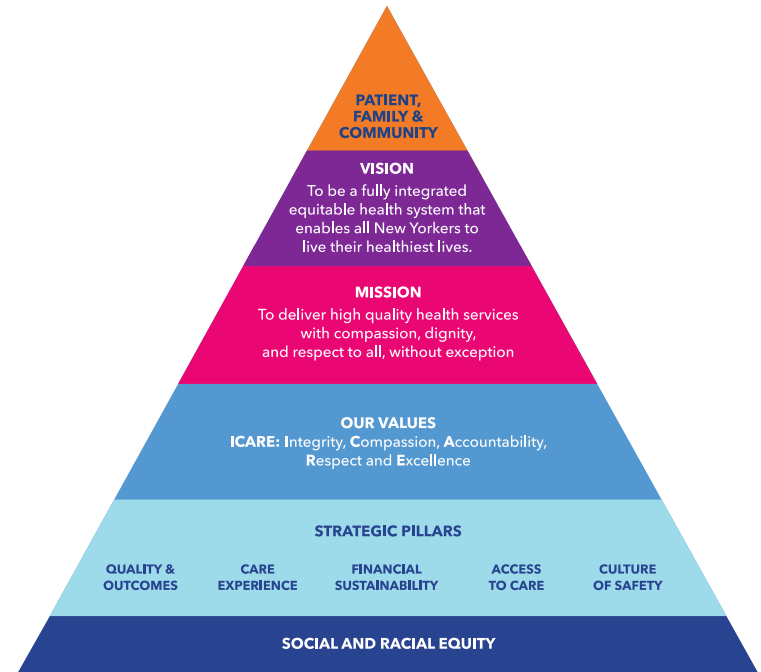 PATIENT,
FAMILY &
COMMUNITY
VISION
To be a fully integrated
equitable health system that
enables all New Yorkers to
live their healthiest lives.
MISSION
To deliver high quality health services
with compassion, dignity,
and respect to all, without exception
OUR VALUES
ICARE: Integrity, Compassion, Accountability,
Respect and Excellence
STRATEGIC PILLARS
QUALITY &
OUTCOMES
CARE
EXPERIENCE
FINANCIAL
SUSTAINABILITY
ACCESS
TO CARE
CULTURE
OF SAFETY
SOCIAL AND RACIAL EQUITY